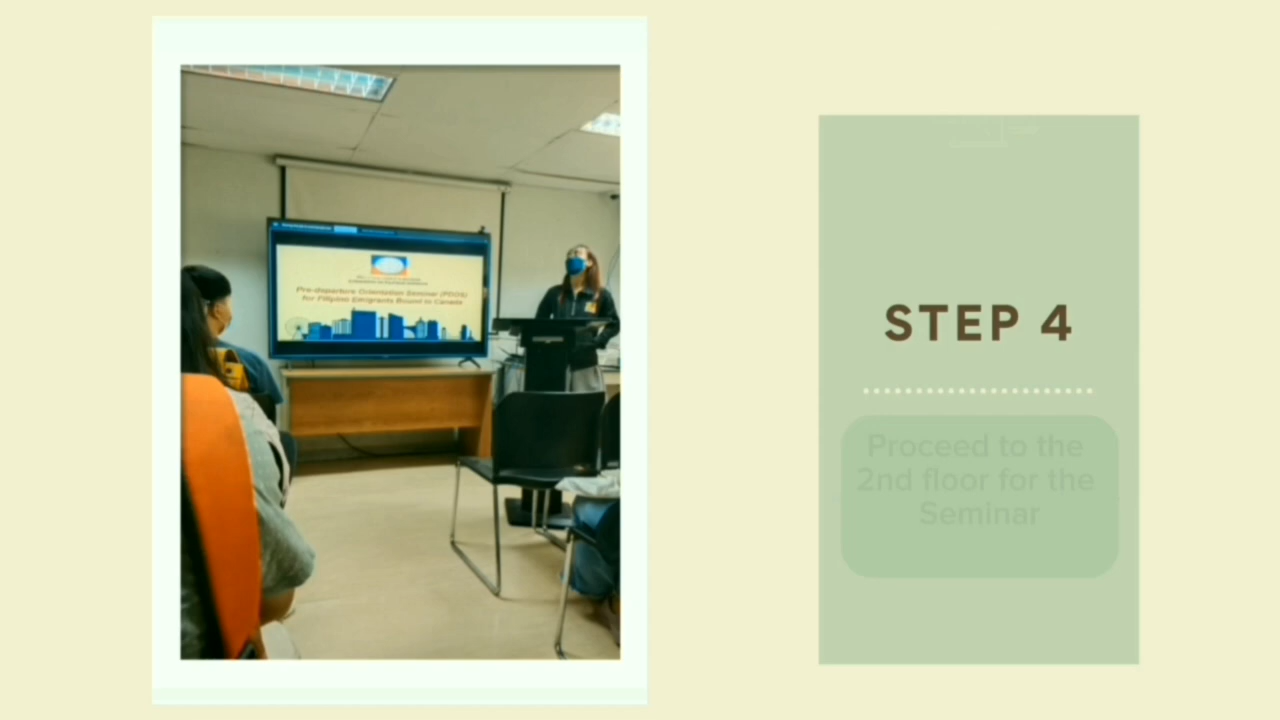 Pre-departure Orientation Seminar (PDOS)
for Filipino Emigrants Bound to Canada
STEP 4
Proceed to the
2nd floor for the
Seminar